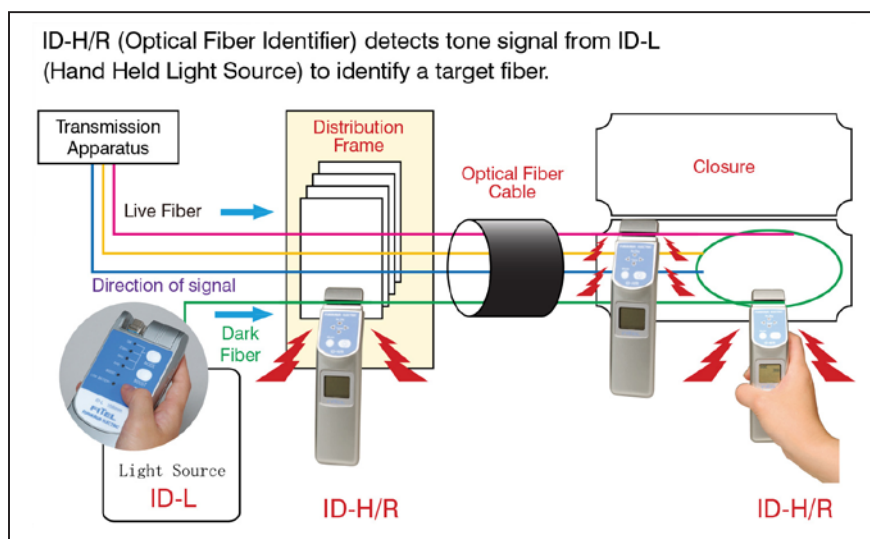 ID-H/R (Optical Fiber Identifier) detects tone signal from ID-L
(Hand Held Light Source) to identify a target fiber.
Transmission
Apparatus
Distribution
Frame
Optical Fiber
Cable
Closure
Live Fiber
Direction of signal
Dark
Fiber
FITEL
Light Source
ID-L
ID-H/R
ID-H/R